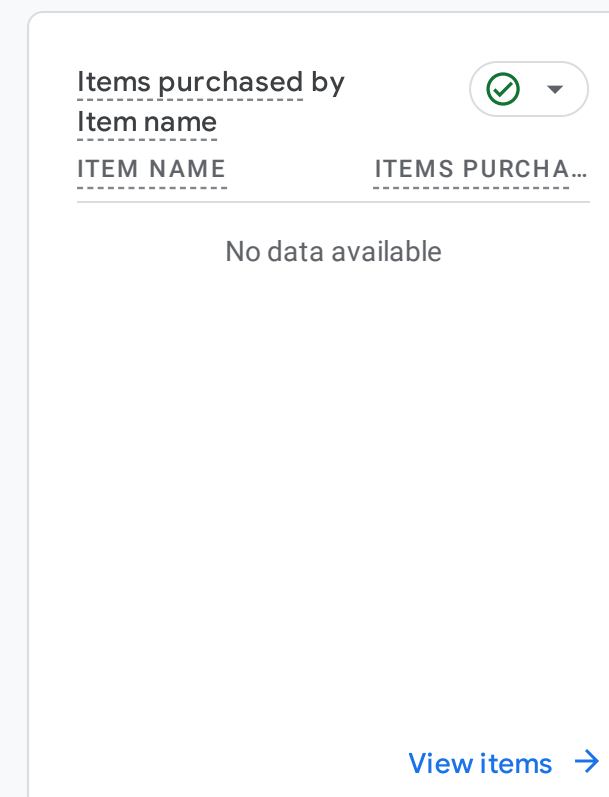 Items purchased by
Item name
ITEM NAME ITEMS PURCHA...
No data available
View items